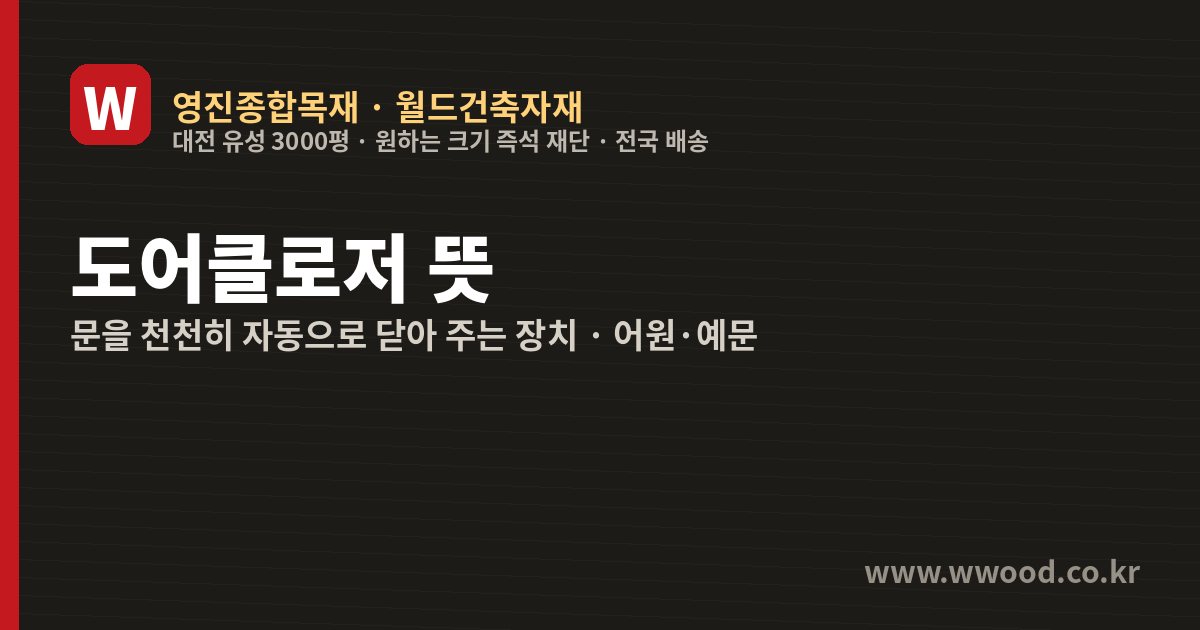 W
영진종합목재 · 월드건축자재
대전 유성 3000평 · 원하는 크기 즉석 재단 · 전국 배송
도어클로저 뜻
문을 천천히 자동으로 닫아 주는 장치 · 어원·예문
www.wwood.co.kr